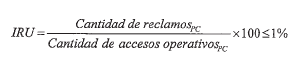 IRU = Cantidad de reclamos_PC / Cantidad de accesos operativos_PC × 100 ≤ 1%